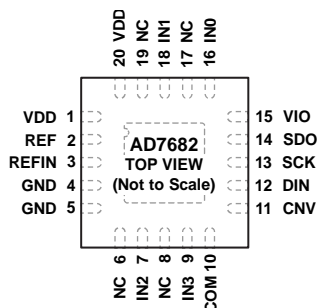 20 VDD
19 NC
18 IN1
17 NC
16 IN0
VDD 1
REF 2
REFIN 3
GND 4
GND 5
AD7682
TOP VIEW
(Not to Scale)
15 VIO
14 SDO
13 SCK
12 DIN
11 CNV
NC 6
IN2 7
NC 8
IN3 9
COM 10